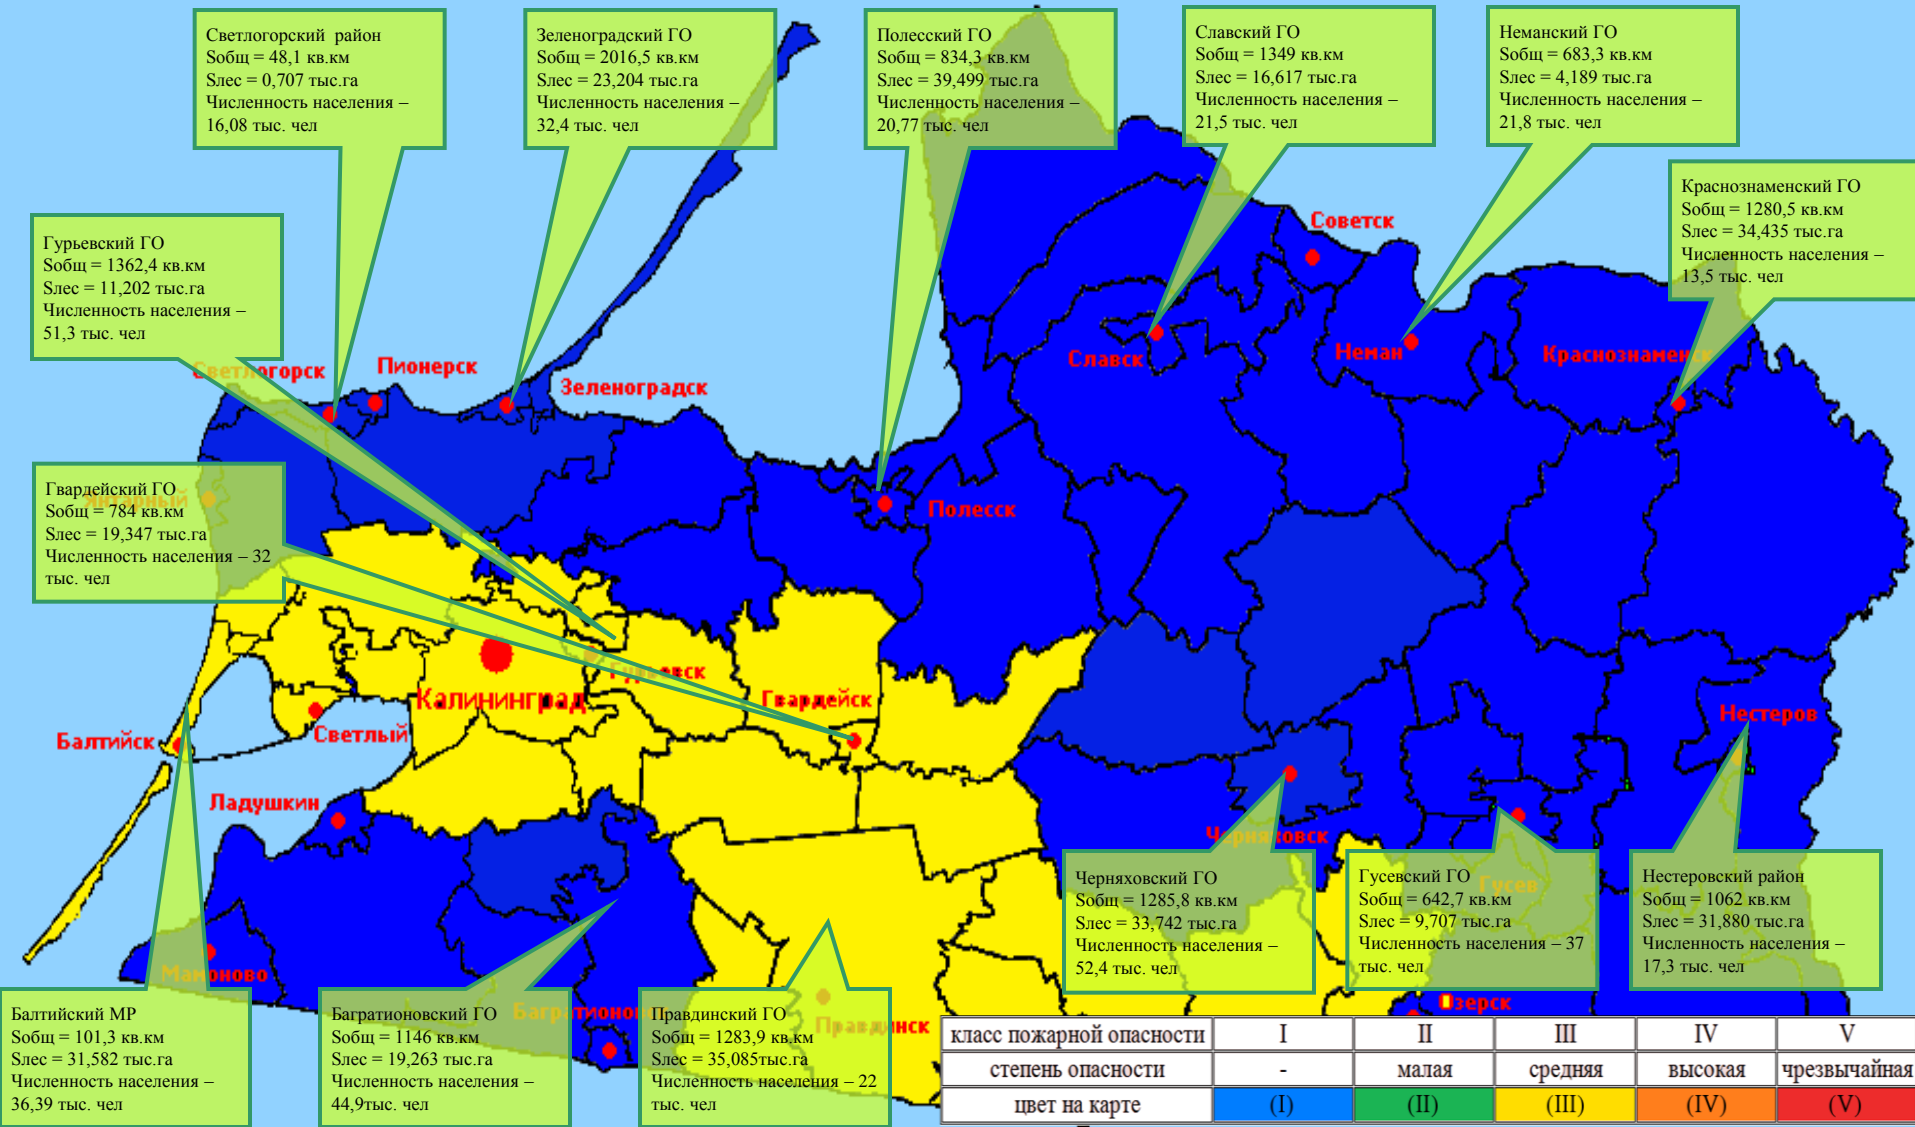 Светлогорский район
Sобщ = 48,1 кв.км
Sлес = 0,707 тыс.га
Численность населения –
16,08 тыс. чел
Зеленоградский ГО
Sобщ = 2016,5 кв.км
Sлес = 23,204 тыс.га
Численность населения –
32,4 тыс. чел
Полесский ГО
Sобщ = 834,3 кв.км
Sлес = 39,499 тыс.га
Численность населения –
20,77 тыс. чел
Славский ГО
Sобщ = 1349 кв.км
Sлес = 16,617 тыс.га
Численность населения –
21,5 тыс. чел
Неманский ГО
Sобщ = 683,3 кв.км
Sлес = 4,189 тыс.га
Численность населения –
21,8 тыс. чел
Краснознаменский ГО
Sобщ = 1280,5 кв.км
Sлес = 34,435 тыс.га
Численность населения –
13,5 тыс. чел
Гурьевский ГО
Sобщ = 1362,4 кв.км
Sлес = 11,202 тыс.га
Численность населения –
51,3 тыс. чел
Советск
Славск
Неман
Краснознаменск
Светлогорск
Пионерск
Зеленоградск
Гвардейский ГО
Sобщ = 784 кв.км
Sлес = 19,347 тыс.га
Численность населения – 32
тыс. чел
Янтарный
Полесск
Гурьевск
Калининград
Гвардейск
Светлый
Балтийск
Нестеров
Ладушкин
Черняховск
Гусев
Мамоново
Багратионовск
Правдинск
Озерск
Черняховский ГО
Sобщ = 1285,8 кв.км
Sлес = 33,742 тыс.га
Численность населения –
52,4 тыс. чел
Гусевский ГО
Sобщ = 642,7 кв.км
Sлес = 9,707 тыс.га
Численность населения – 37
тыс. чел
Нестеровский район
Sобщ = 1062 кв.км
Sлес = 31,880 тыс.га
Численность населения –
17,3 тыс. чел
Балтийский МР
Sобщ = 101,3 кв.км
Sлес = 31,582 тыс.га
Численность населения –
36,39 тыс. чел
Багратионовский ГО
Sобщ = 1146 кв.км
Sлес = 19,263 тыс.га
Численность населения –
44,9тыс. чел
Правдинский ГО
Sобщ = 1283,9 кв.км
Sлес = 35,085тыс.га
Численность населения – 22
тыс. чел
класс пожарной опасности I II III IV V
степень опасности - малая средняя высокая чрезвычайная
цвет на карте (I) (II) (III) (IV) (V)